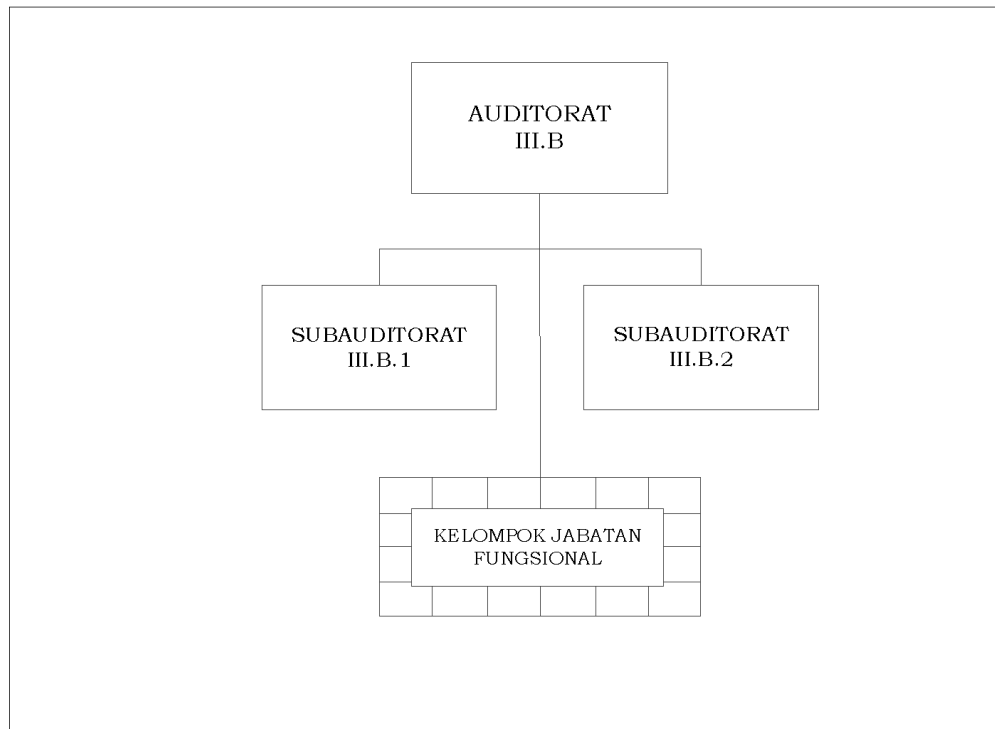 AUDITORAT
III.B
SUBAUDITORAT
III.B.1
SUBAUDITORAT
III.B.2
KELOMPOK JABATAN
FUNGSIONAL